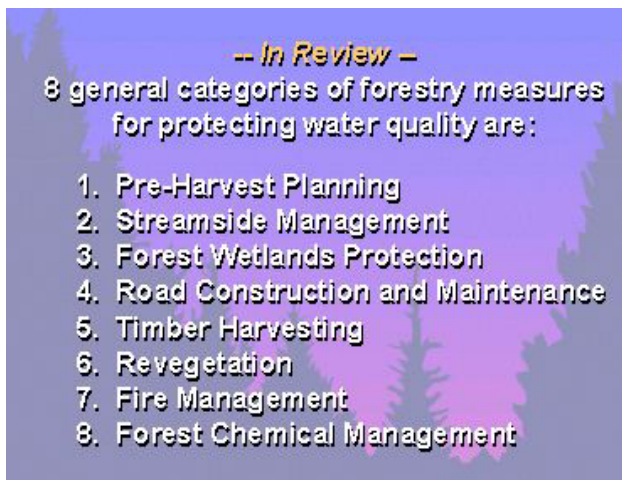 -- In Review --
8 general categories of forestry measures
for protecting water quality are:
1. Pre-Harvest Planning
2. Streamside Management
3. Forest Wetlands Protection
4. Road Construction and Maintenance
5. Timber Harvesting
6. Revegetation
7. Fire Management
8. Forest Chemical Management